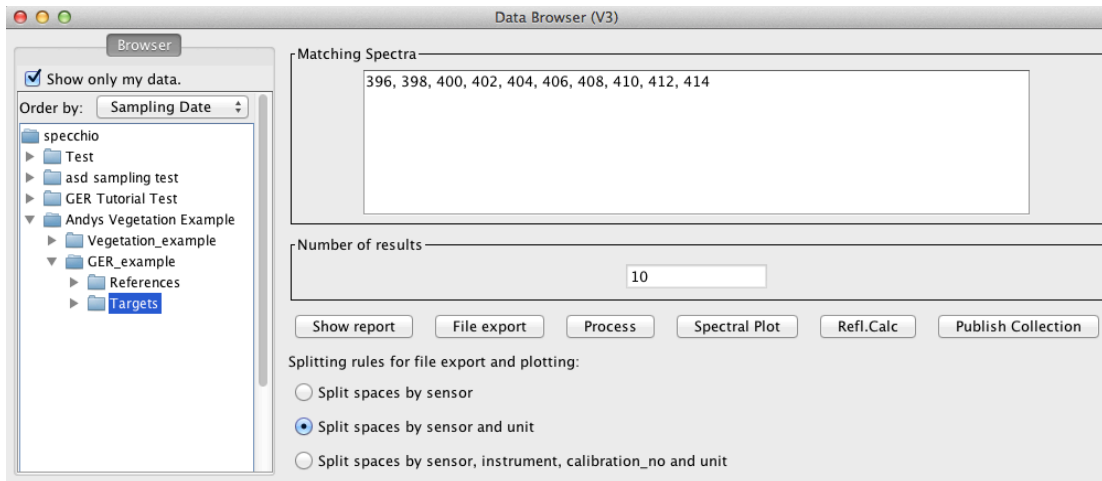 Data Browser (V3)
Browser
Show only my data.
Order by: Sampling Date
specchio
Test
asd sampling test
GER Tutorial Test
Andys Vegetation Example
Vegetation_example
GER_example
References
Targets
Matching Spectra
396, 398, 400, 402, 404, 406, 408, 410, 412, 414
Number of results
10
Show report File export Process Spectral Plot Refl.Calc Publish Collection
Splitting rules for file export and plotting:
Split spaces by sensor
Split spaces by sensor and unit
Split spaces by sensor, instrument, calibration_no and unit